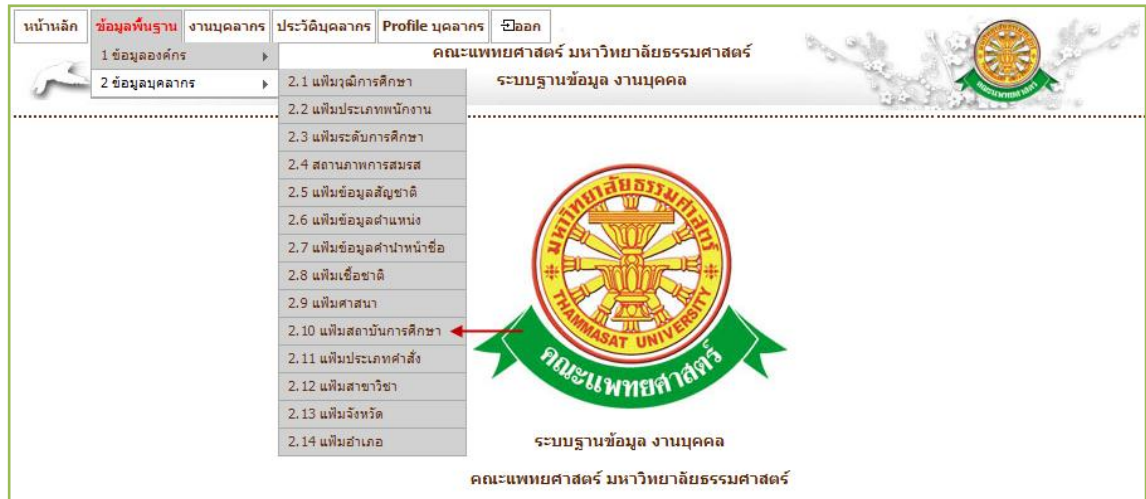 หน้าหลัก ข้อมูลพื้นฐาน งานบุคลากร ประวัติบุคลากร Profile บุคลากร ออก
คณะแพทยศาสตร์ มหาวิทยาลัยธรรมศาสตร์
ระบบฐานข้อมูล งานบุคคล
1 ข้อมูลองค์กร
2 ข้อมูลบุคลากร
2.1 แฟ้มวุฒิการศึกษา
2.2 แฟ้มประเภทพนักงาน
2.3 แฟ้มระดับการศึกษา
2.4 สถานภาพการสมรส
2.5 แฟ้มข้อมูลสัญชาติ
2.6 แฟ้มข้อมูลตำแหน่ง
2.7 แฟ้มข้อมูลคำนำหน้าชื่อ
2.8 แฟ้มเชื้อชาติ
2.9 แฟ้มศาสนา
2.10 แฟ้มสถาบันการศึกษา
2.11 แฟ้มประเภทคำสั่ง
2.12 แฟ้มสาขาวิชา
2.13 แฟ้มจังหวัด
2.14 แฟ้มอำเภอ
มหาวิทยาลัยธรรมศาสตร์
THAMMASAT UNIVERSITY
คณะแพทยศาสตร์
ระบบฐานข้อมูล งานบุคคล
คณะแพทยศาสตร์ มหาวิทยาลัยธรรมศาสตร์